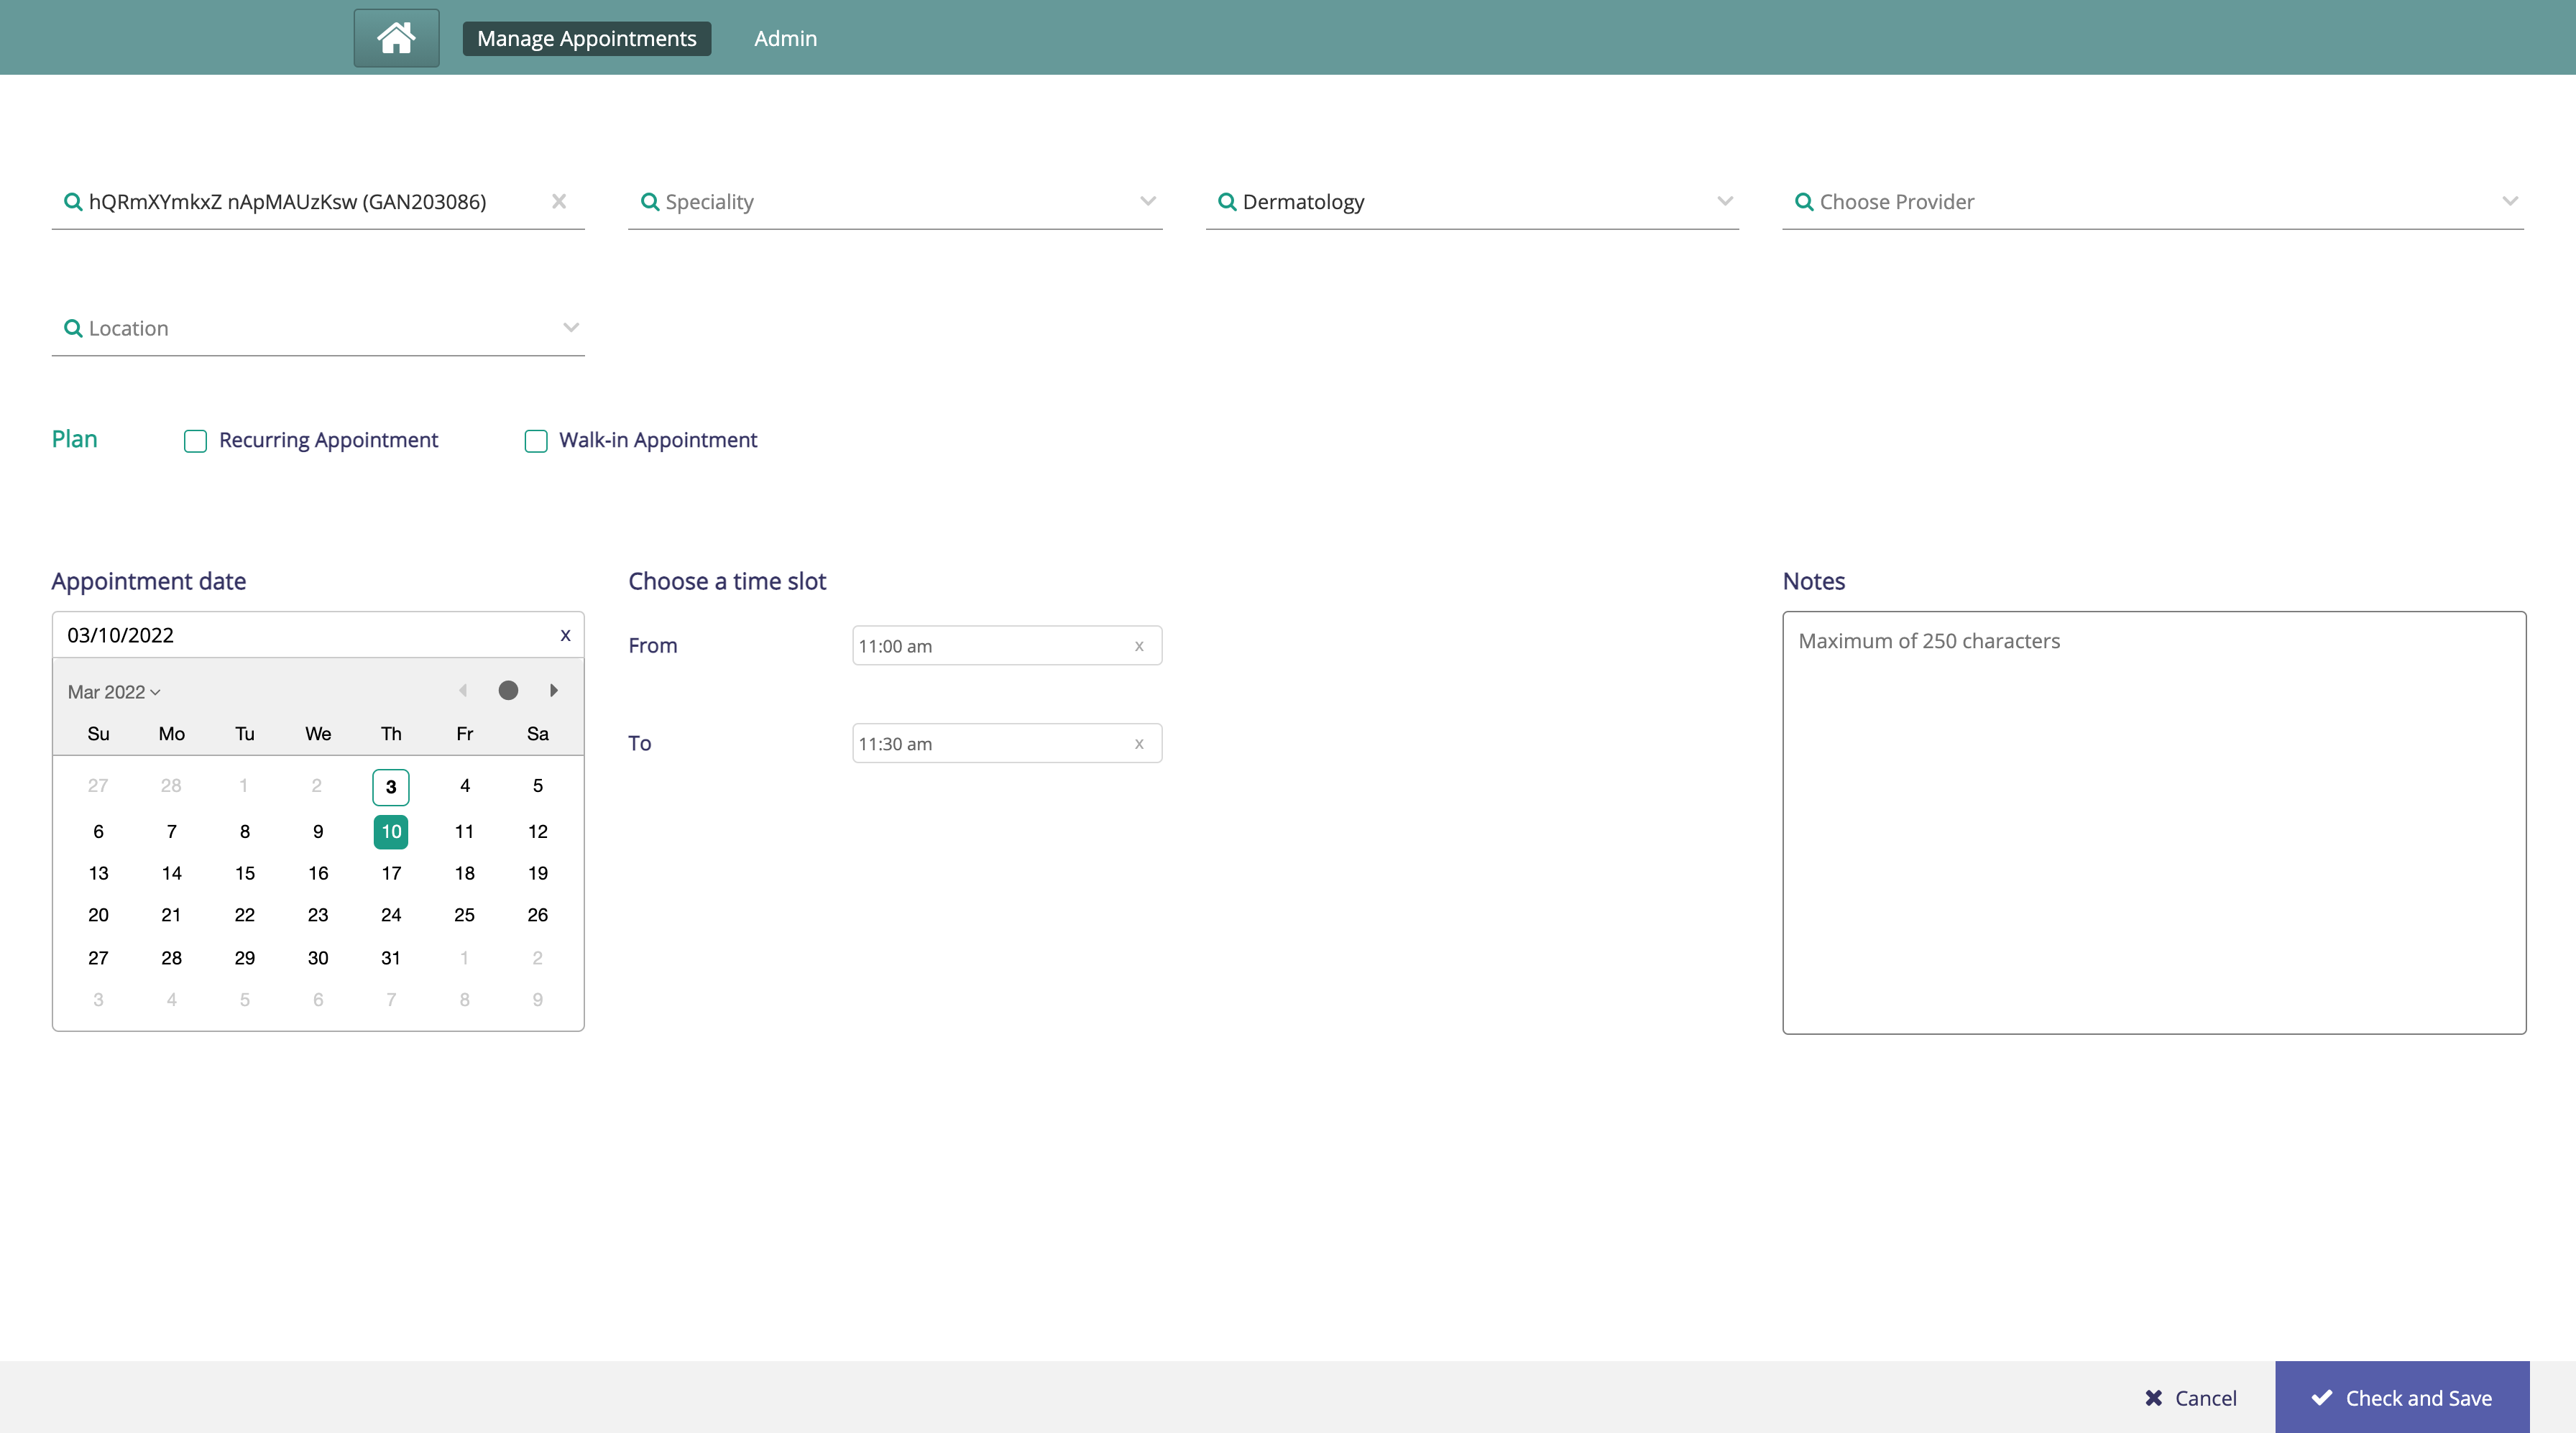 Manage Appointments Admin
hQRmXYmkxZ nApMAUzKsw (GAN203086) Speciality Dermatology Choose Provider
Location
Plan Recurring Appointment Walk-in Appointment
Appointment date
03/10/2022 x
Mar 2022
Su Mo Tu We Th Fr Sa
27 28 1 2 3 4 5
6 7 8 9 10 11 12
13 14 15 16 17 18 19
20 21 22 23 24 25 26
27 28 29 30 31 1 2
3 4 5 6 7 8 9
Choose a time slot
From 11:00 am x
To 11:30 am x
Notes
Maximum of 250 characters
Cancel Check and Save